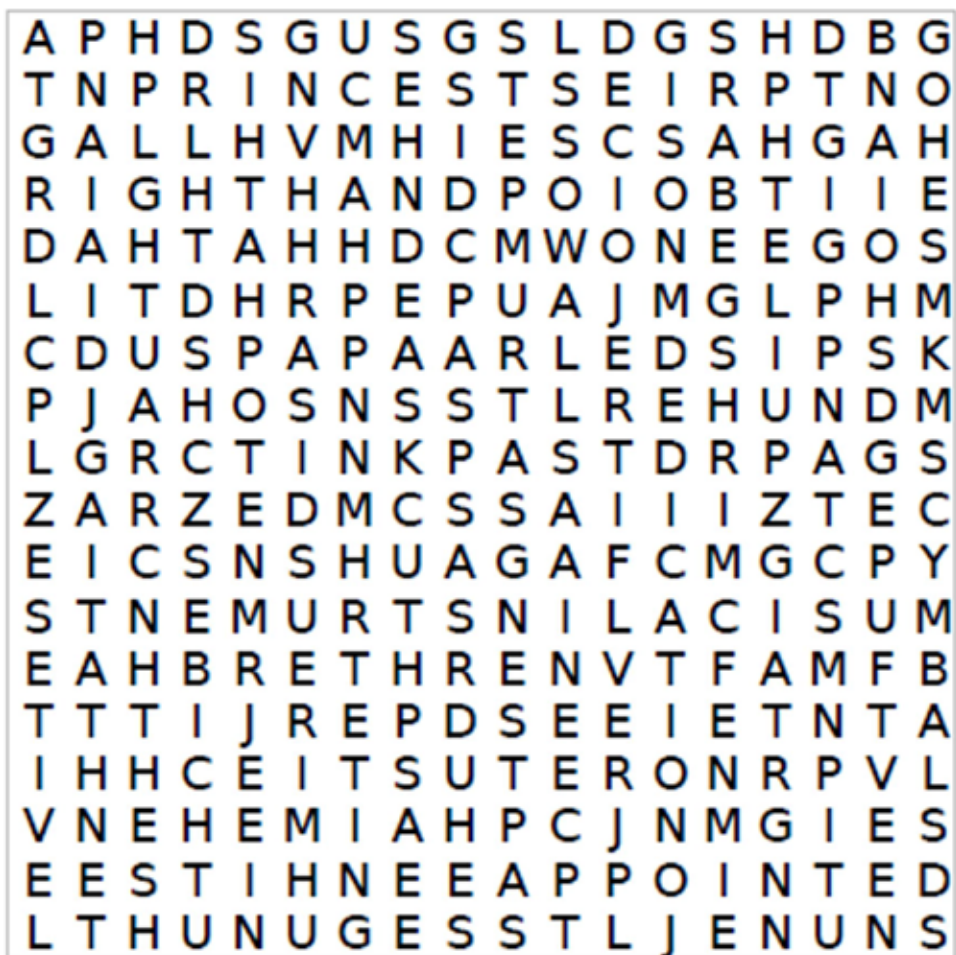 A P H D S G U S G S L D G S H D B G
T N P R I N C E S T S E I R P T N O
G A L L H V M H I E S C S A H G A H
R I G H T H A N D P O I O B T I I E
D A H T A H H D C M W O N E E G O S
L I T D H R P E P U A J M G L P H M
C D U S P A P A A R L E D S I P S K
P J A H O S N S S T L R E H U N D M
L G R C T I N K P A S T D R P A G S
Z A R Z E D M C S S A I I I Z T E C
E I C S N S H U A G A F C M G C P Y
S T N E M U R T S N I L A C I S U M
E A H B R E T H R E N V T F A M F B
T T T I J R E P D S E E I E T N T A
I H H C E I T S U T E R O N R P V L
V N E H E M I A H P C J N M G I E S
E E S T I H N E E A P P O I N T E D
L T H U N U G E S S T L J E N U N S